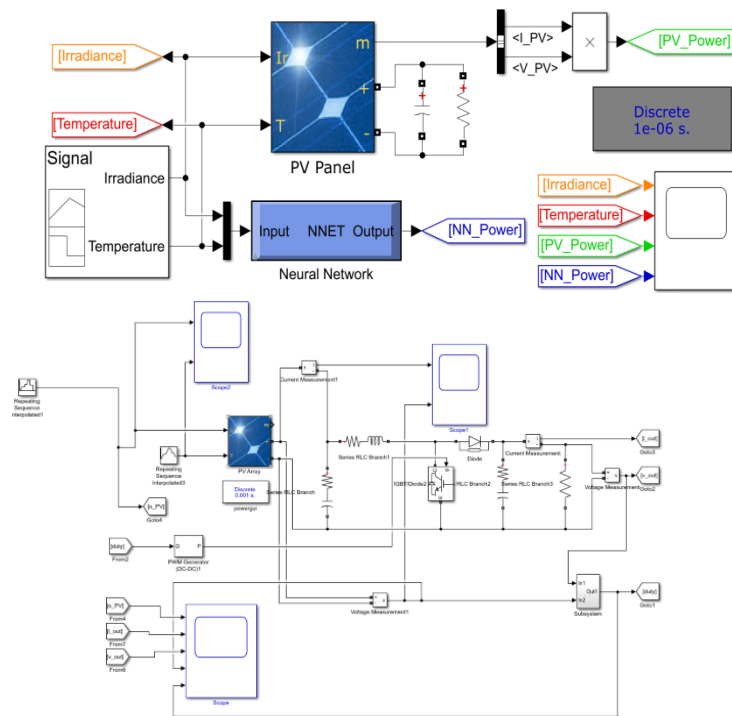 [Irradiance]
Ir
m
<I_PV>
<V_PV>
×
[PV_Power]
[Temperature]
T
+
+
+
-
PV Panel
Discrete
1e-06 s.
Signal
Irradiance
Temperature
Input NNET Output
Neural Network
[NN_Power]
[Irradiance]
[Temperature]
[PV_Power]
[NN_Power]
Scope2
Current Measurement1
Scope1
Repeating
Sequence
nterpolated1
Repeating
Sequence
Interpolated3
PV Array
Discrete
0.001 s.
powergui
Series RLC Branch
Series RLC Branch1
Diode
Current Measurement
[i_out]
Goto3
[v_out]
Goto2
IGBT/Diode2
RLC Branch2
Series RLC Branch3
Voltage Measurement
[o_PV]
Goto4
[duty]
From2
D P
PWM Generator
(DC-DC)1
Voltage Measurement1
In1
In2
Out1
Subsystem
[duty]
Goto1
[o_PV]
From4
[i_out]
From7
[v_out]
From6
Scope